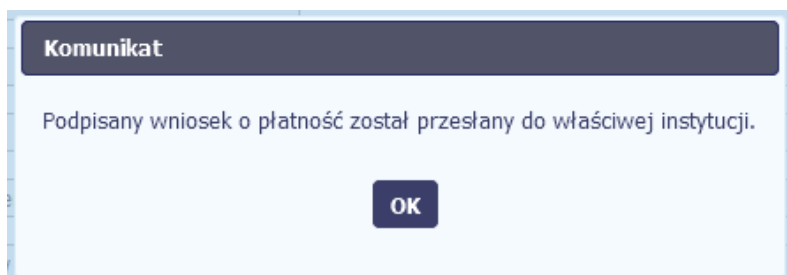 Komunikat
Podpisany wniosek o płatność został przesłany do właściwej instytucji.
OK